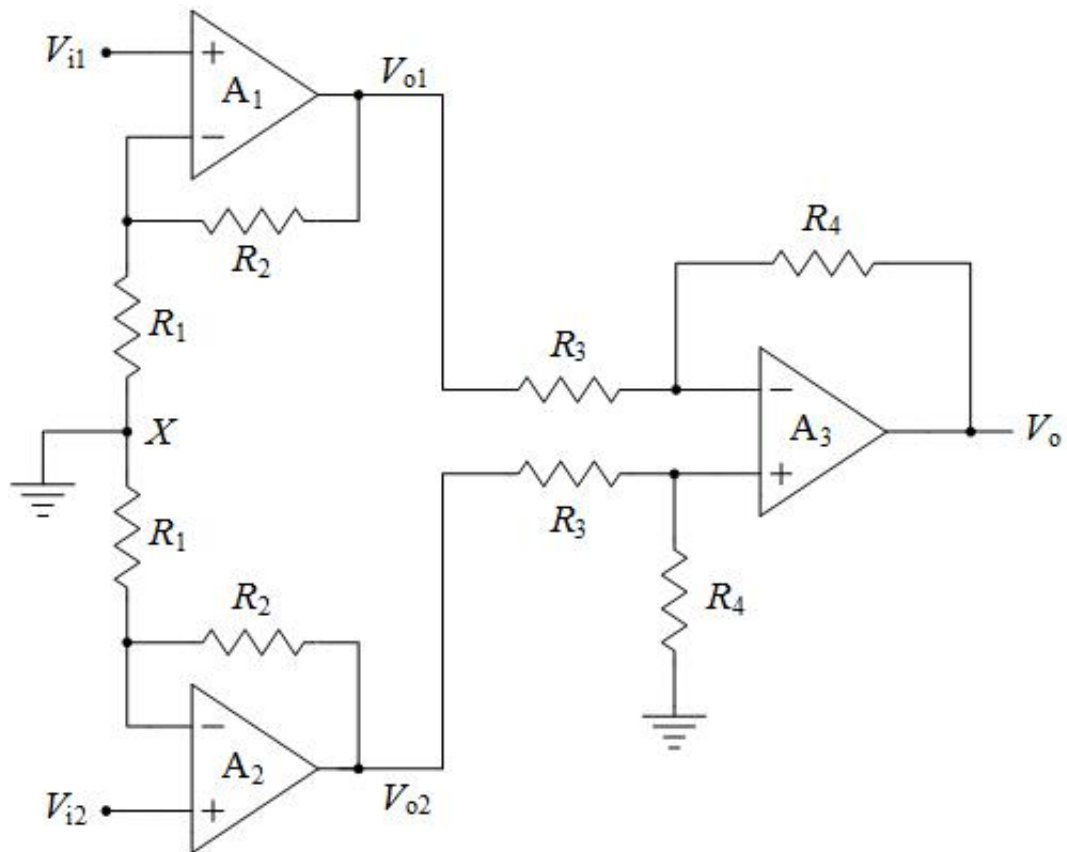 Vi1
+
A1
−
Vo1
R2
R4
R1
R3
−
X
A3
Vo
+
R1
R3
R2
R4
−
A2
Vi2
+
Vo2